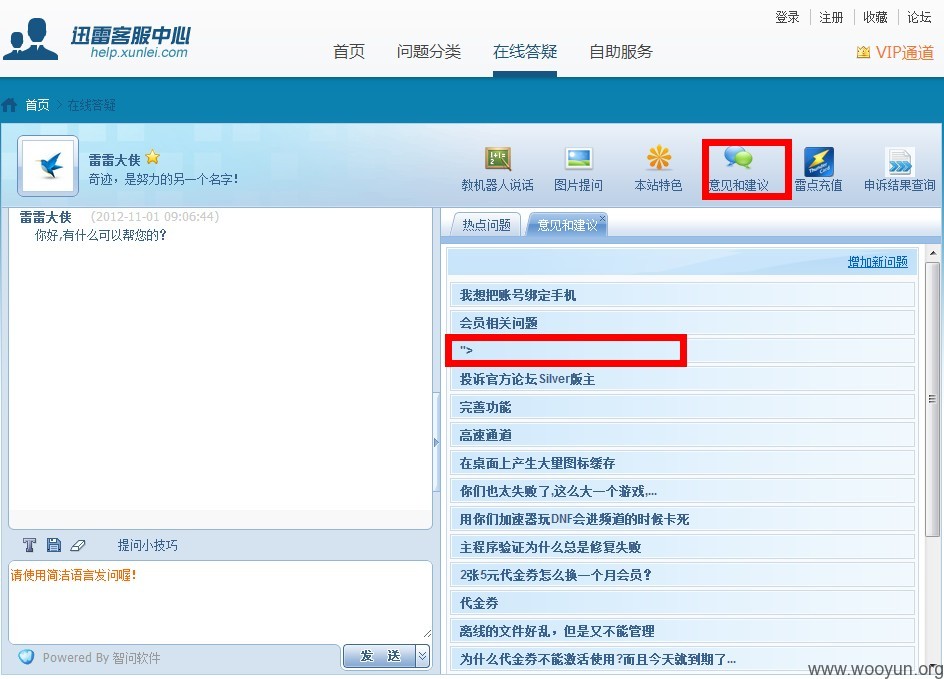 登录 注册 收藏 论坛
迅雷客服中心
help.xunlei.com
首页 问题分类 在线答疑 自助服务
VIP通道
首页 > 在线答疑
雷雷大侠
奇迹，是努力的另一个名字！
教机器人说话 图片提问 本站特色 意见和建议 雷点充值 申诉结果查询
雷雷大侠 (2012-11-01 09:06:44)
你好,有什么可以帮您的?
热点问题 意见和建议
增加新问题
我想把账号绑定手机
会员相关问题
">
投诉官方论坛Silver版主
完善功能
高速通道
在桌面上产生大量图标缓存
你们也太失败了,这么大一个游戏,...
用你们加速器玩DNF会进频道的时候卡死
主程序验证为什么总是修复失败
2张5元代金券怎么换一个月会员?
代金券
离线的文件好乱，但是又不能管理
为什么代金券不能激活使用?而且今天就到期了...
提问小技巧
请使用简洁语言发问喔!
Powered By 智问软件
发 送
www.wooyun.org